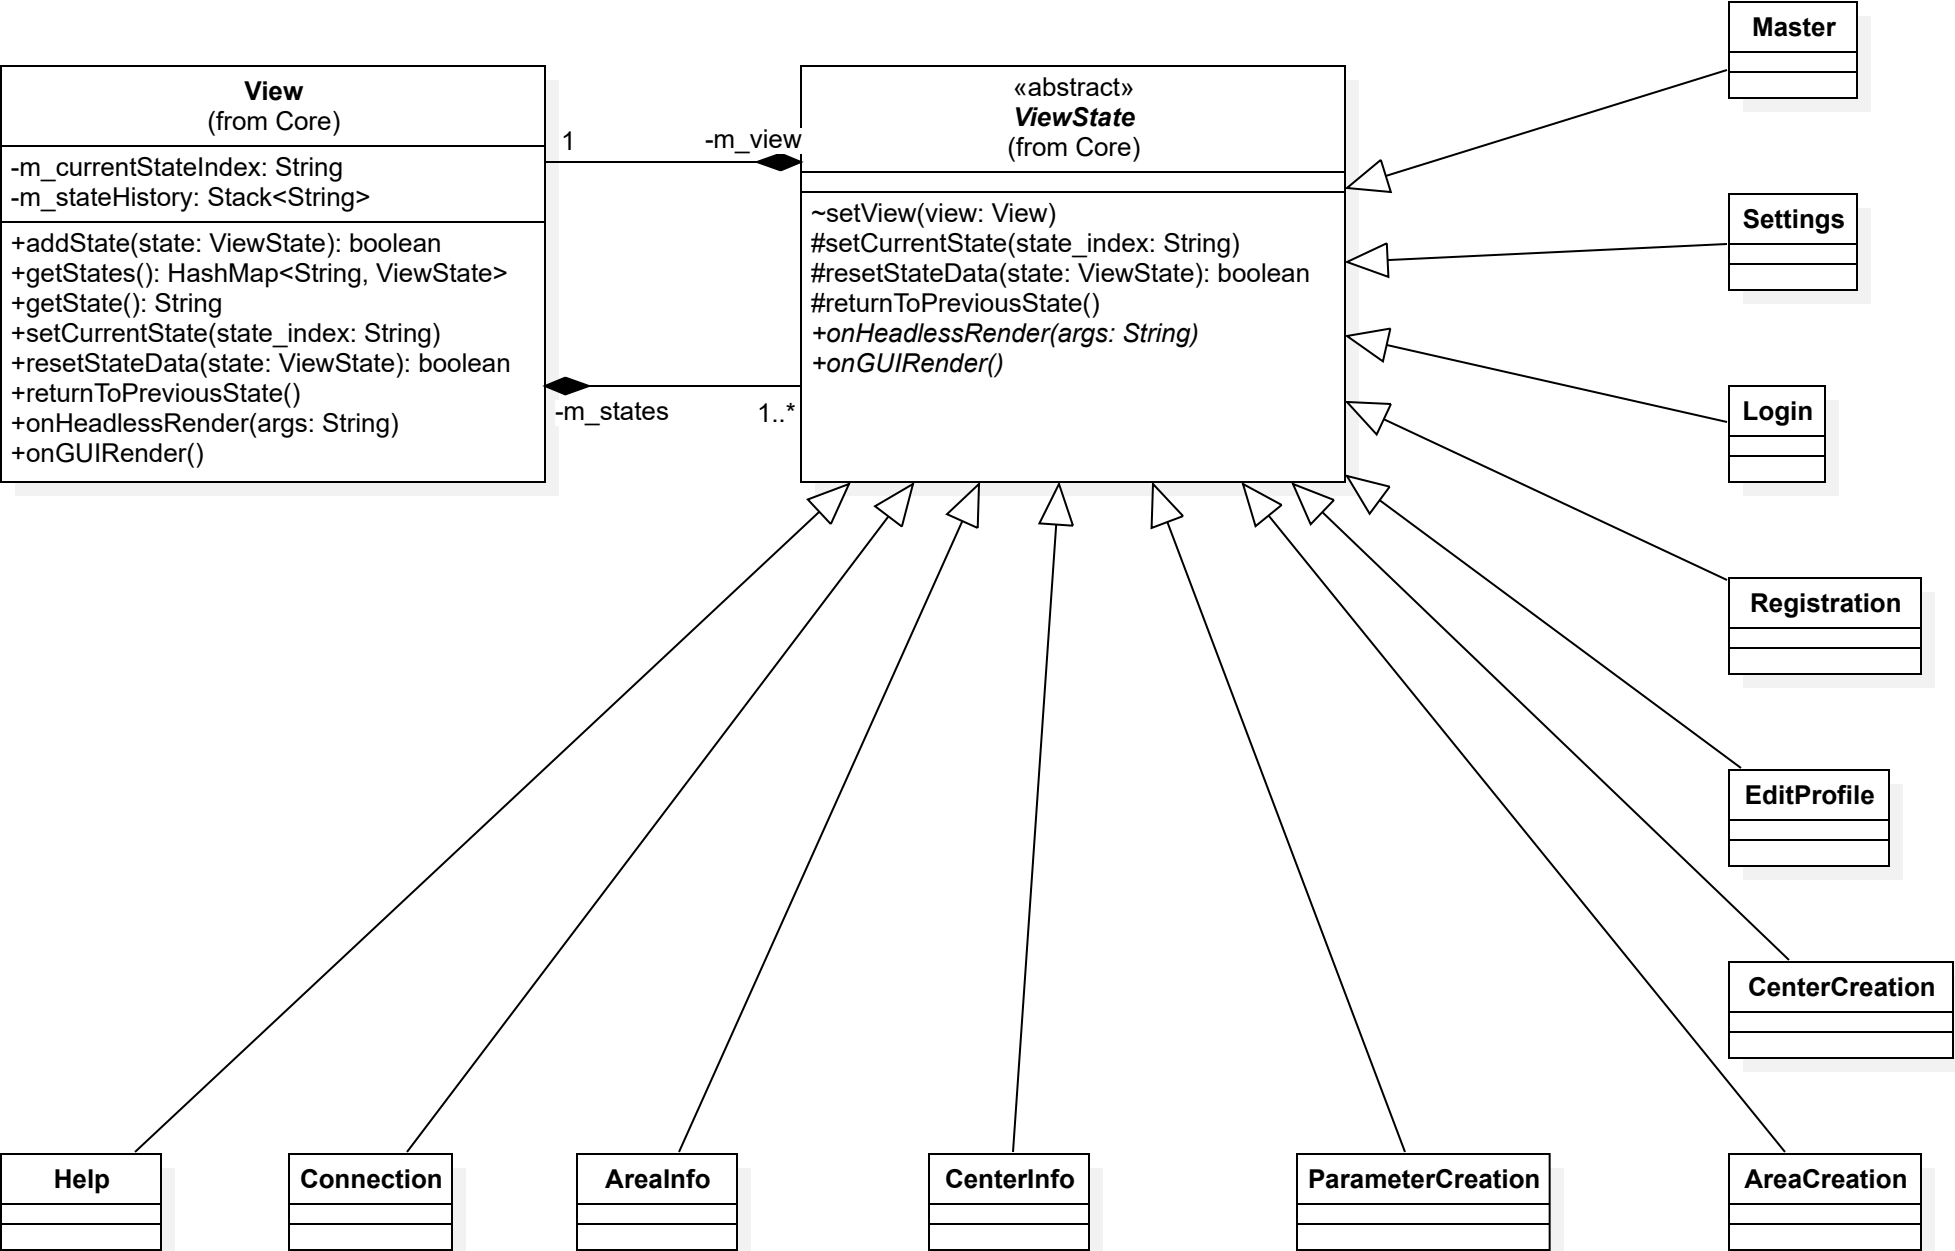 View
(from Core)
-m_currentStateIndex: String
-m_stateHistory: Stack<String>
+addState(state: ViewState): boolean
+getStates(): HashMap<String, ViewState>
+getState(): String
+setCurrentState(state_index: String)
+resetStateData(state: ViewState): boolean
+returnToPreviousState()
+onHeadlessRender(args: String)
+onGUIRender()
1
-m_view
-m_states
1..*
«abstract»
ViewState
(from Core)
~setView(view: View)
#setCurrentState(state_index: String)
#resetStateData(state: ViewState): boolean
#returnToPreviousState()
+onHeadlessRender(args: String)
+onGUIRender()
Master
Settings
Login
Registration
EditProfile
CenterCreation
Help
Connection
AreaInfo
CenterInfo
ParameterCreation
AreaCreation